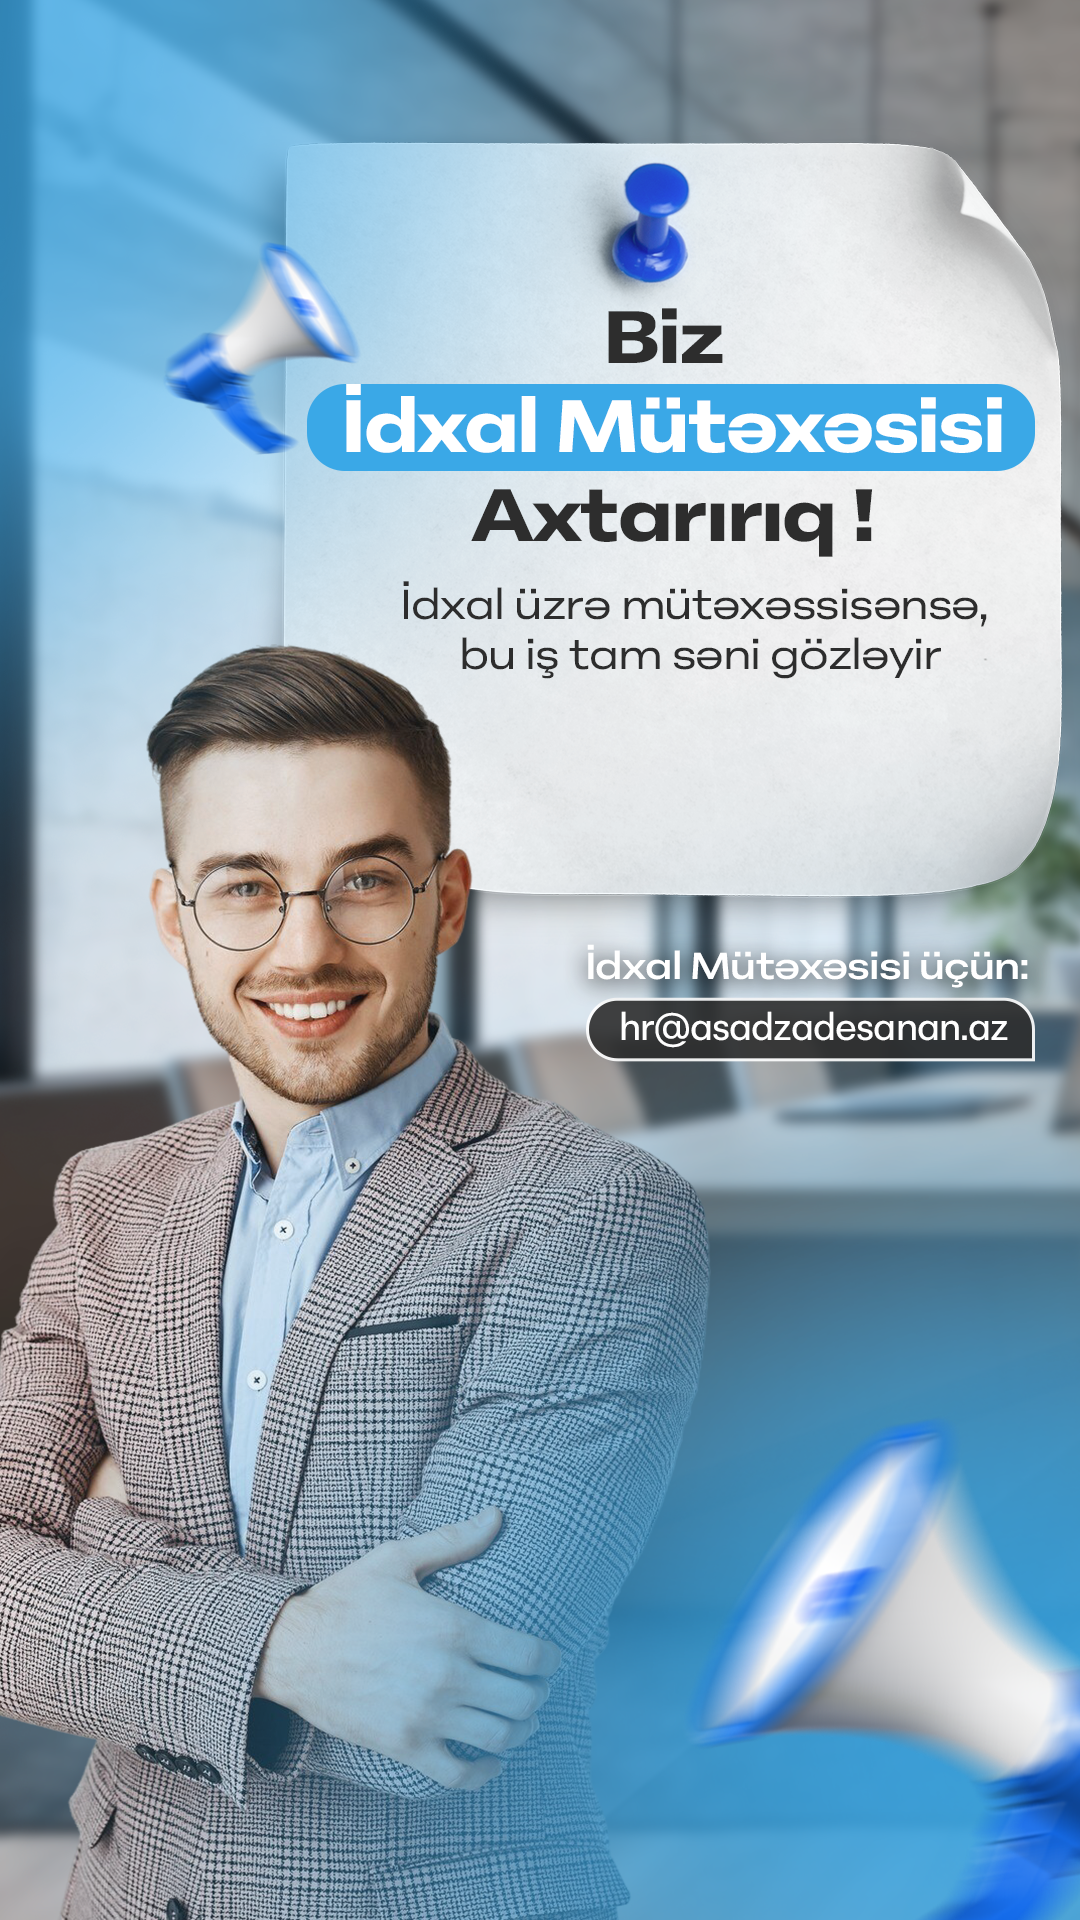 Biz
İdxal Mütəxəsisi
Axtarırıq !
İdxal üzrə mütəxəssisənsə,
bu iş tam səni gözləyir
İdxal Mütəxəsisi üçün:
hr@asadzadesanan.az